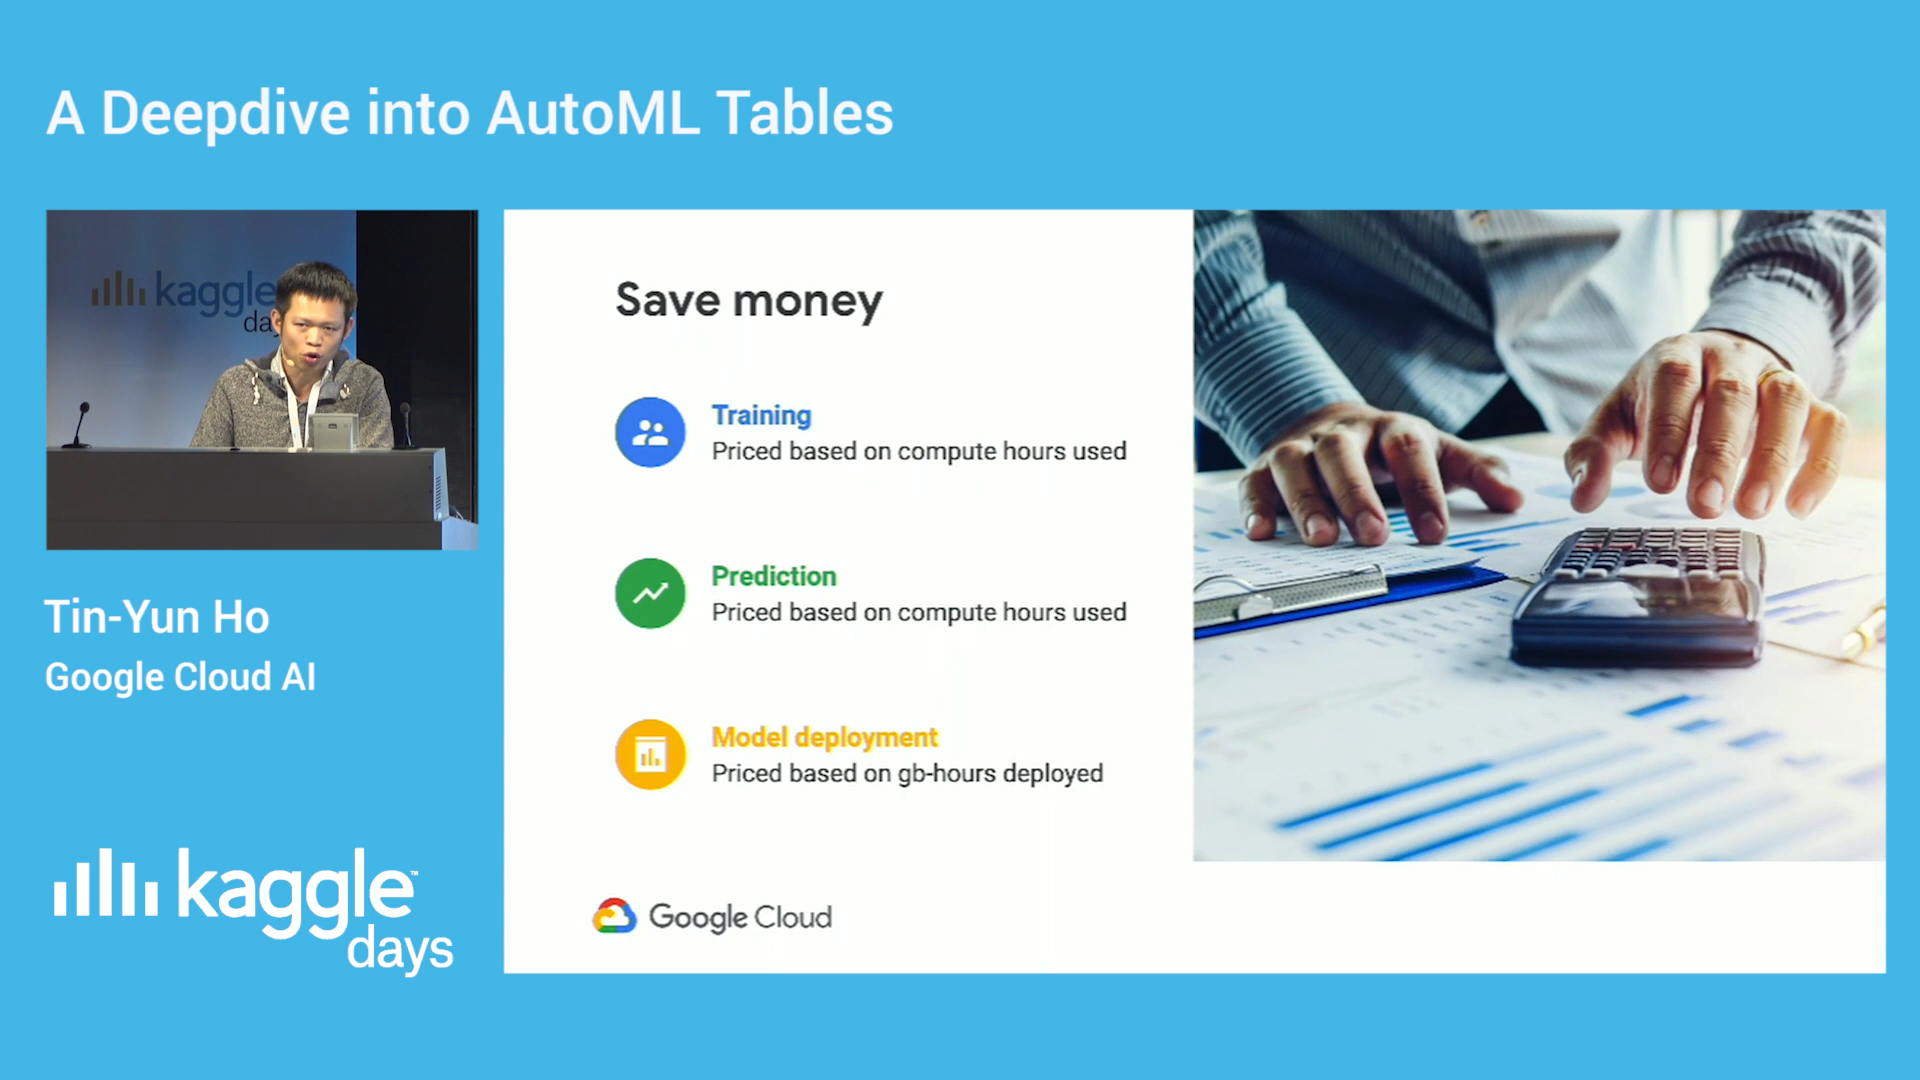 A Deepdive into AutoML Tables
kaggle
da
Tin-Yun Ho
Google Cloud AI
kaggle™
days
Save money
Training
Priced based on compute hours used
Prediction
Priced based on compute hours used
Model deployment
Priced based on gb-hours deployed
Google Cloud